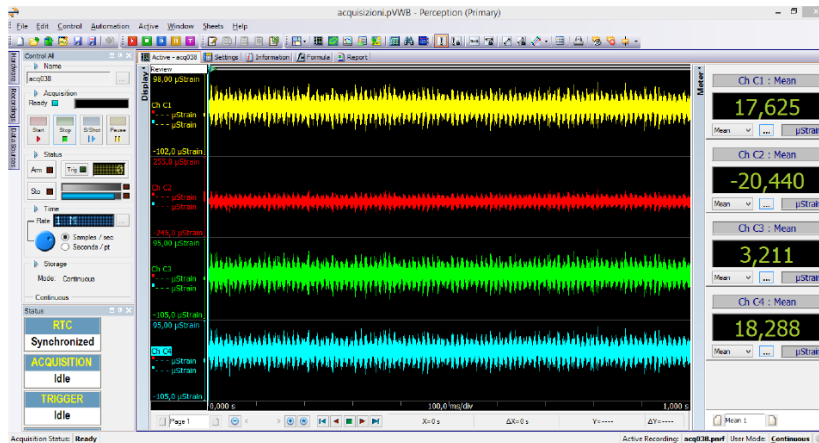 acquisizioni.pVWB - Perception (Primary)
File Edit Control Automation Active Window Sheets Help
Control All
Name
acq038
Acquisition
Ready
Start Stop S/Shot Pause
Status
Arm Trig
Sto
Time
Rate 1 M
Samples / sec
Seconds / pt
Storage
Mode: Continuous
Continuous
Status
RTC
Synchronized
ACQUISITION
Idle
TRIGGER
Idle
Hardware
Recordings
Data Sources
Active - acq038 Settings Information Formula Report
Display
Review
98,00 µStrain
Ch C1
- - - µStrain
- - - µStrain
-102,0 µStrain
255,0 µStrain
Ch C2
- - - µStrain
- - - µStrain
-245,0 µStrain
95,00 µStrain
Ch C3
- - - µStrain
- - - µStrain
-105,0 µStrain
95,00 µStrain
Ch C4
- - - µStrain
- - - µStrain
-105,0 µStrain
0,000 s 100,0 ms/div 1,000 s
Page 1 X=0 s ΔX=0 s Y=---- ΔY=----
Meter
Ch C1 : Mean
17,625
Mean ... µStrain
Ch C2 : Mean
-20,440
Mean ... µStrain
Ch C3 : Mean
3,211
Mean ... µStrain
Ch C4 : Mean
18,288
Mean ... µStrain
Mean 1
Acquisition Status: Ready Active Recording: acq038.pnrf User Mode: Continuous